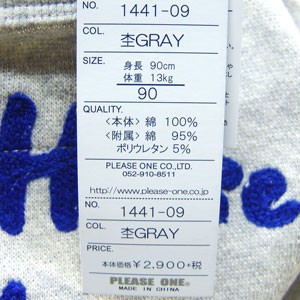 NO.
1441-09
COL.
杢GRAY
SIZE.
身長 90cm
体重 13kg
90
QUALITY.
<本体> 綿 100%
<附属> 綿 95%
ポリウレタン 5%
PLEASE ONE CO.,LTD.
052-910-8511
http://www.please-one.co.jp
NO.
1441-09
COL.
杢GRAY
PRICE.
本体価格 ¥2,900+税
PLEASE ONE.
MADE IN CHINA